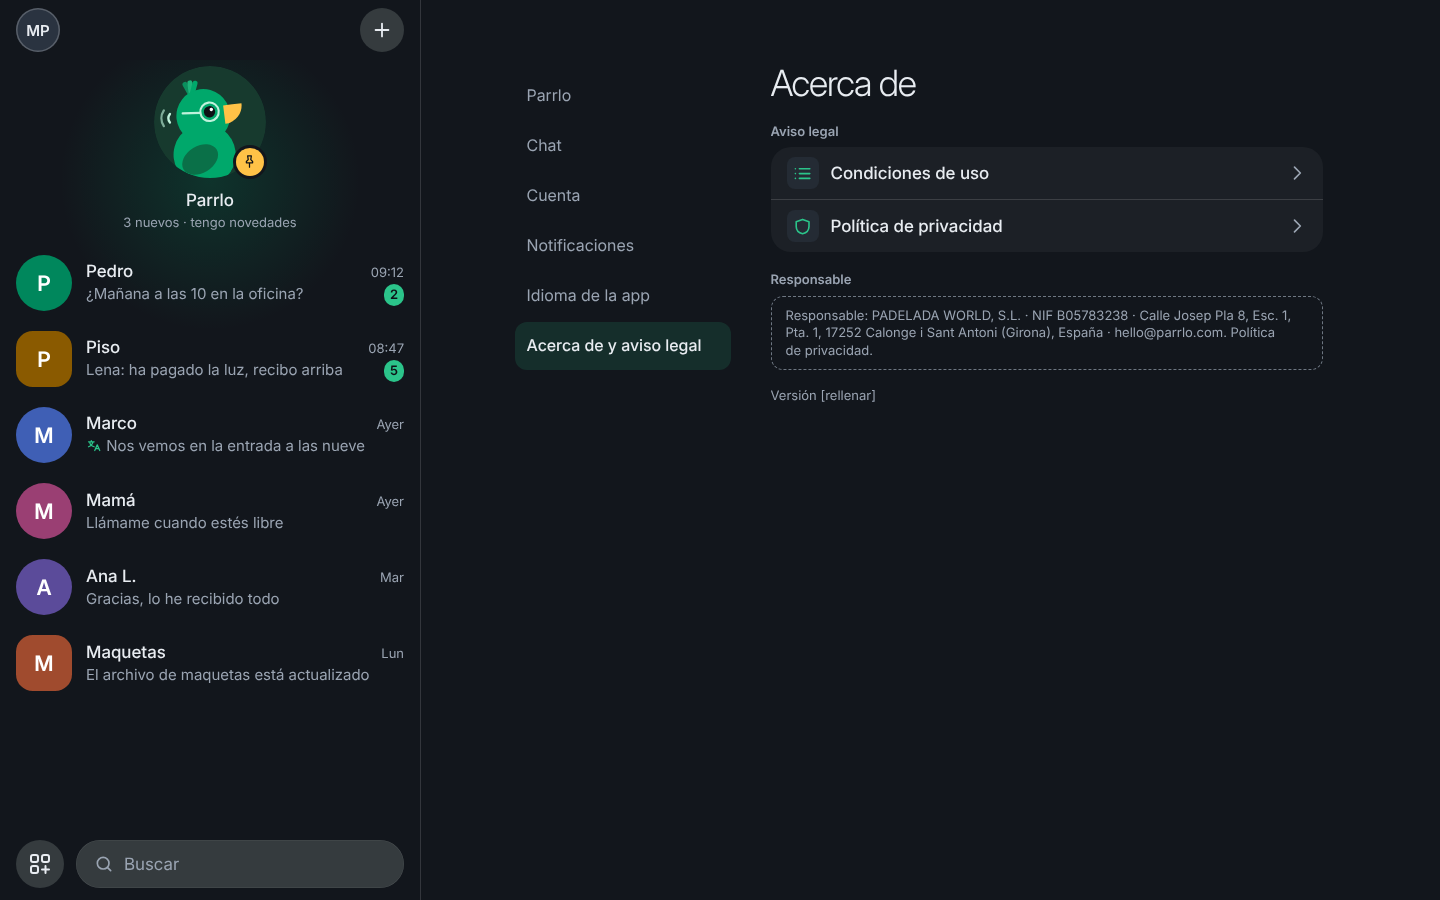 MP
Parrlo
3 nuevos · tengo novedades
P
Pedro
09:12
¿Mañana a las 10 en la oficina?
2
P
Piso
08:47
Lena: ha pagado la luz, recibo arriba
5
M
Marco
Ayer
Nos vemos en la entrada a las nueve
M
Mamá
Ayer
Llámame cuando estés libre
A
Ana L.
Mar
Gracias, lo he recibido todo
M
Maquetas
Lun
El archivo de maquetas está actualizado
Buscar
Parrlo
Chat
Cuenta
Notificaciones
Idioma de la app
Acerca de y aviso legal
Acerca de
Aviso legal
Condiciones de uso
Política de privacidad
Responsable
Responsable: PADELADA WORLD, S.L. · NIF B05783238 · Calle Josep Pla 8, Esc. 1,
Pta. 1, 17252 Calonge i Sant Antoni (Girona), España · hello@parrlo.com. Política
de privacidad.
Versión [rellenar]